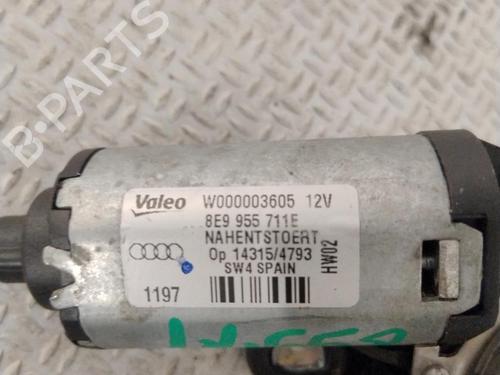 B-PARTS
Valeo W000003605 12V
8E9 955 711E
NAHENTSTOERT
Op 14315/4793
SW4 SPAIN
HW02
1197